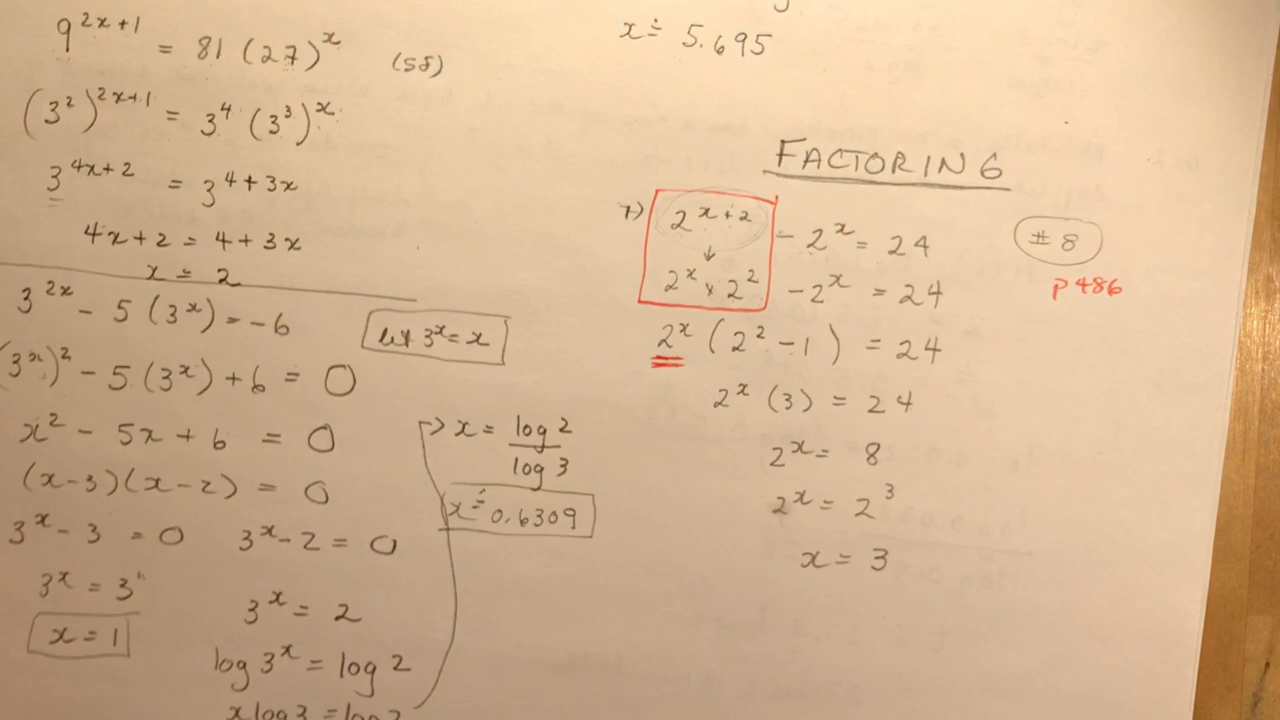 9^{2x+1} = 81 (27)^x (58)
(3^2)^{2x+1} = 3^4 (3^3)^x
3^{4x+2} = 3^{4+3x}
4x+2 = 4+3x
x = 2
3^{2x} - 5 (3^x) = -6
let 3^x = x
(3^x)^2 - 5 (3^x) + 6 = 0
x^2 - 5x + 6 = 0
(x-3)(x-2) = 0
3^x - 3 = 0 3^x - 2 = 0
3^x = 3^1
x = 1
3^x = 2
log 3^x = log 2
x log 3 = log 2
→ x = log 2 / log 3
x ≐ 0.6309
x ≐ 5.695
FACTORING
7) 2^{x+2} - 2^x = 24
↓
2^x × 2^2 - 2^x = 24
2^x (2^2 - 1) = 24
2^x (3) = 24
2^x = 8
2^x = 2^3
x = 3
# 8
p 486